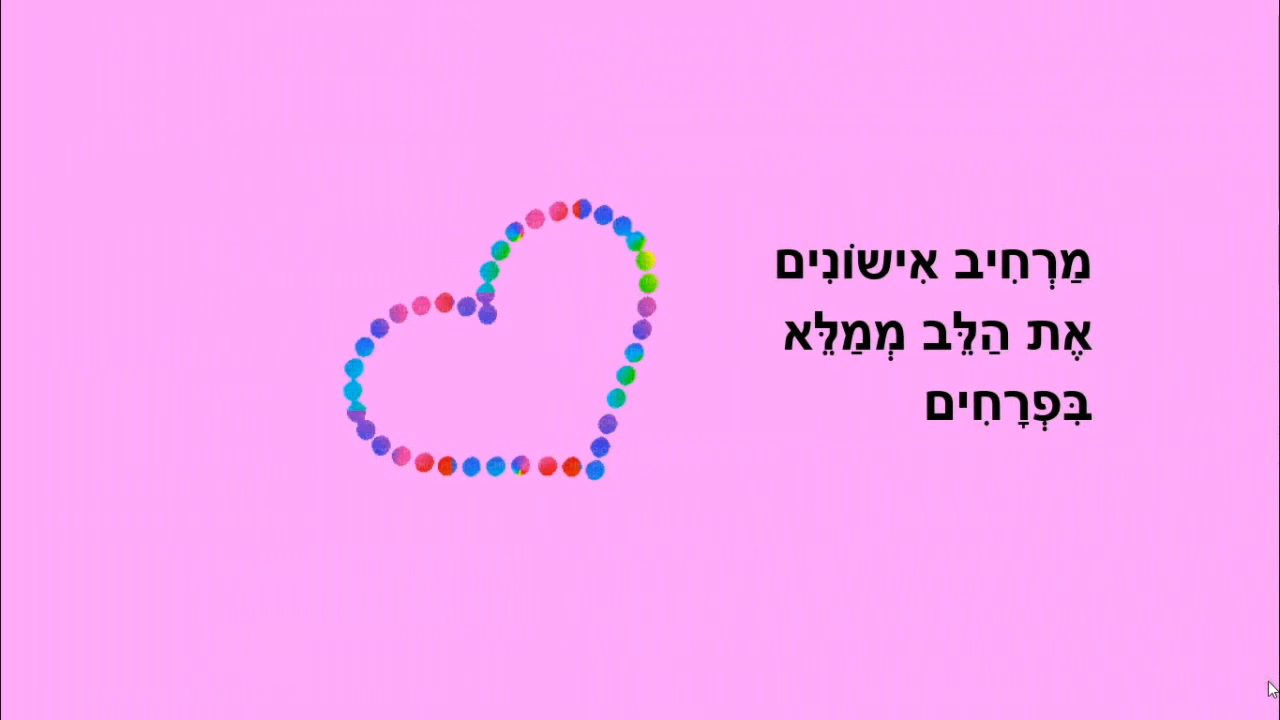 מַרְחִיב אִישׁוֹנִים
אֶת הַלֵּב מְמַלֵּא
בִּפְרָחִים